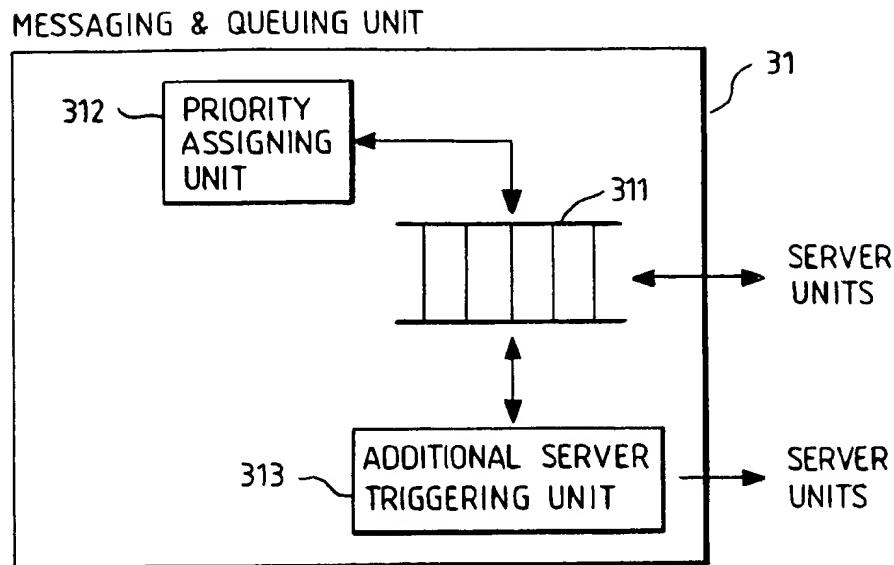 MESSAGING & QUEUING UNIT
31
312
PRIORITY
ASSIGNING
UNIT
311
SERVER
UNITS
313
ADDITIONAL SERVER
TRIGGERING UNIT
SERVER
UNITS